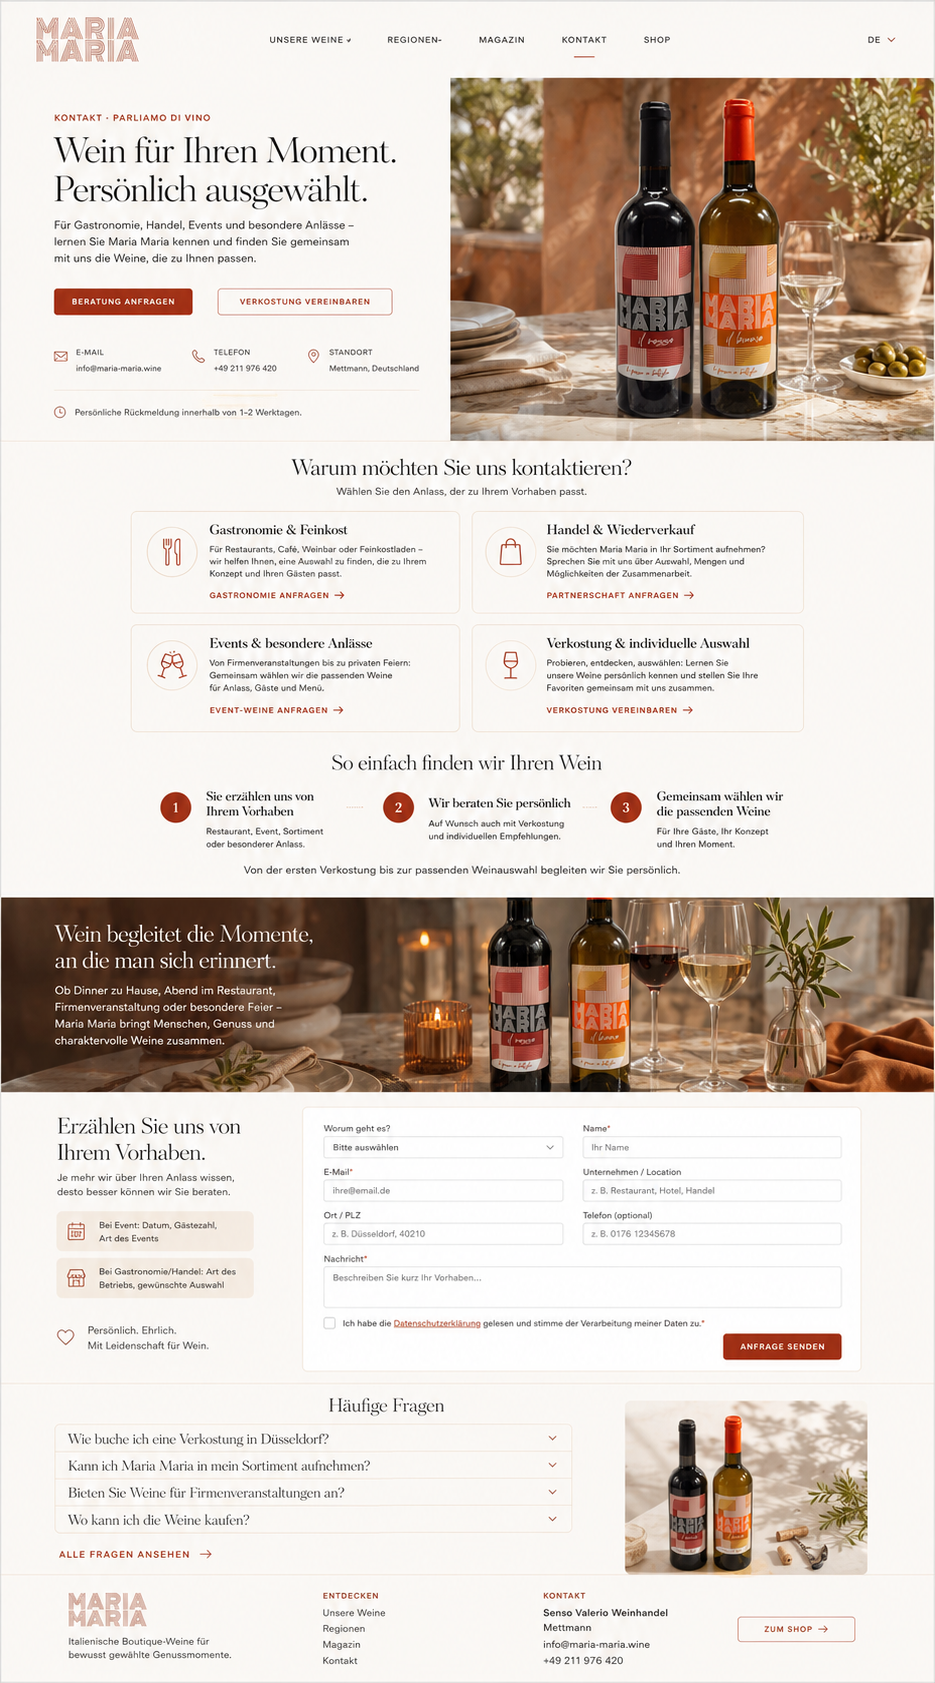 MARIA
MARIA
UNSERE WEINE
REGIONEN
MAGAZIN
KONTAKT
SHOP
DE
KONTAKT · PARLIAMO DI VINO
Wein für Ihren Moment.
Persönlich ausgewählt.
Für Gastronomie, Handel, Events und besondere Anlässe –
lernen Sie Maria Maria kennen und finden Sie gemeinsam
mit uns die Weine, die zu Ihnen passen.
BERATUNG ANFRAGEN
VERKOSTUNG VEREINBAREN
E-MAIL
info@maria-maria.wine
TELEFON
+49 211 976 420
STANDORT
Mettmann, Deutschland
Persönliche Rückmeldung innerhalb von 1–2 Werktagen.
MARIA
MARIA
il rosso
MARIA
MARIA
il bianco
Warum möchten Sie uns kontaktieren?
Wählen Sie den Anlass, der zu Ihrem Vorhaben passt.
Gastronomie & Feinkost
Für Restaurants, Café, Weinbar oder Feinkostladen –
wir helfen Ihnen, eine Auswahl zu finden, die zu Ihrem
Konzept und Ihren Gästen passt.
GASTRONOMIE ANFRAGEN →
Handel & Wiederverkauf
Sie möchten Maria Maria in Ihr Sortiment aufnehmen?
Sprechen Sie mit uns über Auswahl, Mengen und
Möglichkeiten der Zusammenarbeit.
PARTNERSCHAFT ANFRAGEN →
Events & besondere Anlässe
Von Firmenveranstaltungen bis zu privaten Feiern:
Gemeinsam wählen wir die passenden Weine
für Anlass, Gäste und Menü.
EVENT-WEINE ANFRAGEN →
Verkostung & individuelle Auswahl
Probieren, entdecken, auswählen: Lernen Sie
unsere Weine persönlich kennen und stellen Sie Ihre
Favoriten gemeinsam mit uns zusammen.
VERKOSTUNG VEREINBAREN →
So einfach finden wir Ihren Wein
1
Sie erzählen uns von
Ihrem Vorhaben
Restaurant, Event, Sortiment
oder besonderer Anlass.
2
Wir beraten Sie persönlich
Auf Wunsch auch mit Verkostung
und individuellen Empfehlungen.
3
Gemeinsam wählen wir
die passenden Weine
Für Ihre Gäste, Ihr Konzept
und Ihren Moment.
Von der ersten Verkostung bis zur passenden Weinauswahl begleiten wir Sie persönlich.
Wein begleitet die Momente,
an die man sich erinnert.
Ob Dinner zu Hause, Abend im Restaurant,
Firmenveranstaltung oder besondere Feier –
Maria Maria bringt Menschen, Genuss und
charaktervolle Weine zusammen.
MARIA
MARIA
il rosso
MARIA
MARIA
il bianco
Erzählen Sie uns von
Ihrem Vorhaben.
Je mehr wir über Ihren Anlass wissen,
desto besser können wir Sie beraten.
Bei Event: Datum, Gästezahl,
Art des Events
Bei Gastronomie/Handel: Art des
Betriebs, gewünschte Auswahl
Persönlich. Ehrlich.
Mit Leidenschaft für Wein.
Worum geht es?
Bitte auswählen
Name*
Ihr Name
E-Mail*
ihre@email.de
Unternehmen / Location
z. B. Restaurant, Hotel, Handel
Ort / PLZ
z. B. Düsseldorf, 40210
Telefon (optional)
z. B. 0176 12345678
Nachricht*
Beschreiben Sie kurz Ihr Vorhaben...
Ich habe die Datenschutzerklärung gelesen und stimme der Verarbeitung meiner Daten zu.*
ANFRAGE SENDEN
Häufige Fragen
Wie buche ich eine Verkostung in Düsseldorf?
Kann ich Maria Maria in mein Sortiment aufnehmen?
Bieten Sie Weine für Firmenveranstaltungen an?
Wo kann ich die Weine kaufen?
ALLE FRAGEN ANSEHEN →
MARIA
MARIA
MARIA
MARIA
MARIA
MARIA
Italienische Boutique-Weine für
bewusst gewählte Genussmomente.
ENTDECKEN
Unsere Weine
Regionen
Magazin
Kontakt
KONTAKT
Senso Valerio Weinhandel
Mettmann
info@maria-maria.wine
+49 211 976 420
ZUM SHOP →